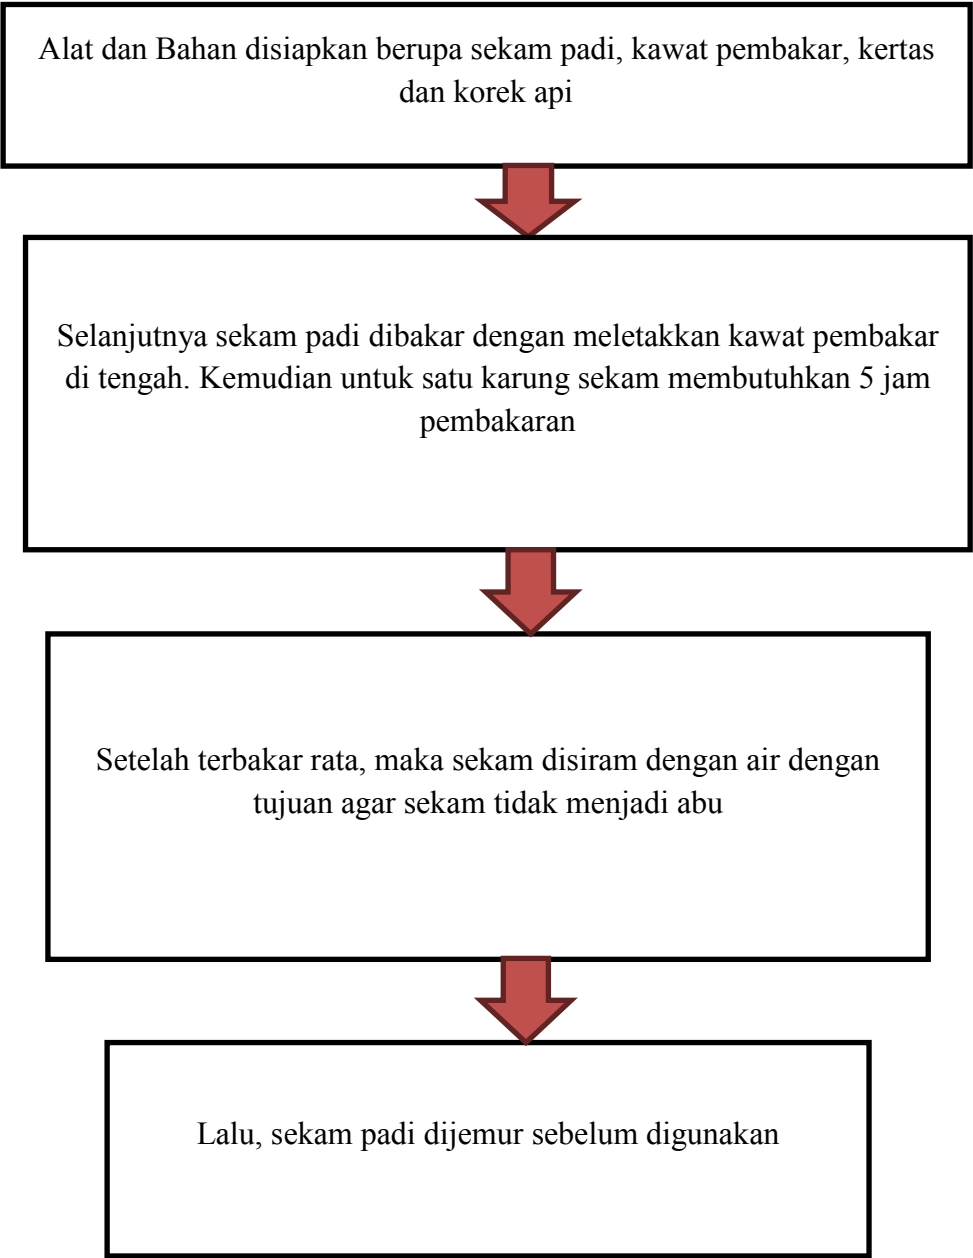 Alat dan Bahan disiapkan berupa sekam padi, kawat pembakar, kertas
dan korek api
Selanjutnya sekam padi dibakar dengan meletakkan kawat pembakar
di tengah. Kemudian untuk satu karung sekam membutuhkan 5 jam
pembakaran
Setelah terbakar rata, maka sekam disiram dengan air dengan
tujuan agar sekam tidak menjadi abu
Lalu, sekam padi dijemur sebelum digunakan